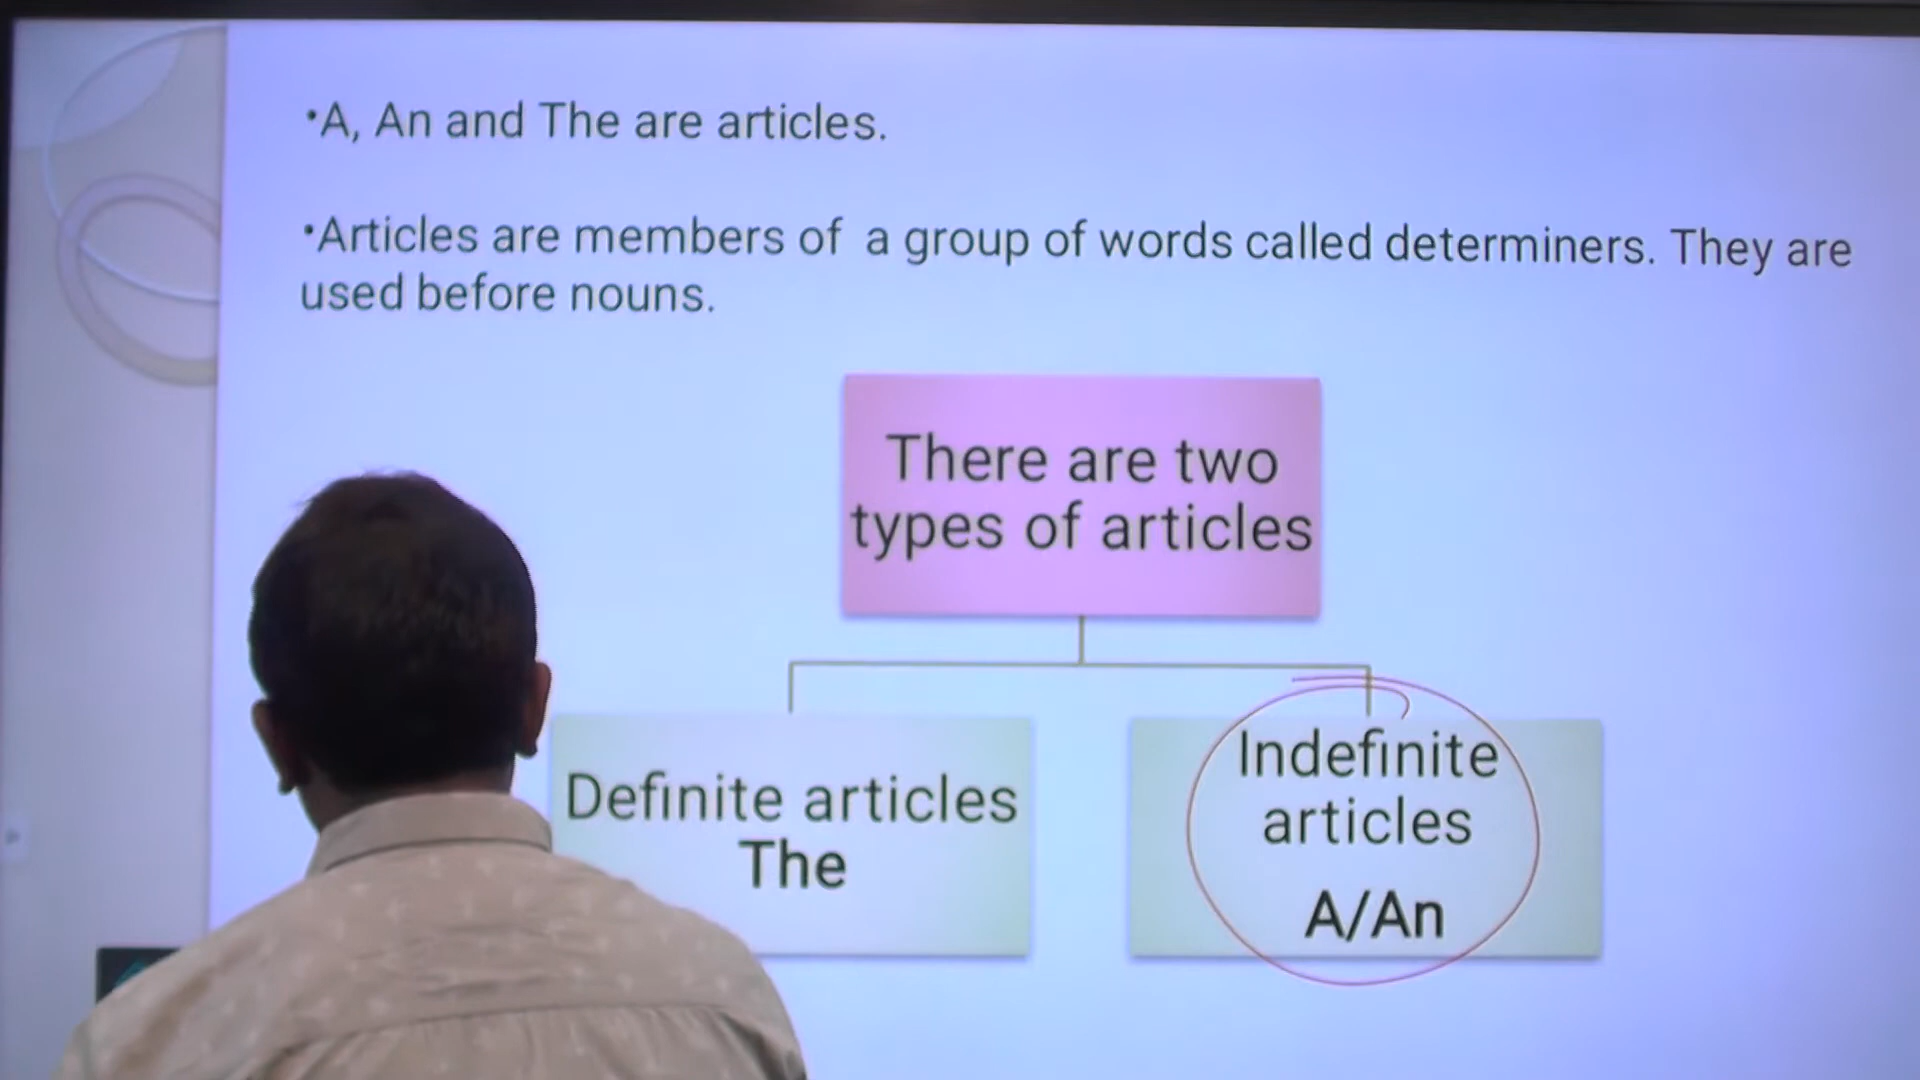 •A, An and The are articles.
•Articles are members of a group of words called determiners. They are
used before nouns.
There are two
types of articles
Definite articles
The
Indefinite
articles
A/An